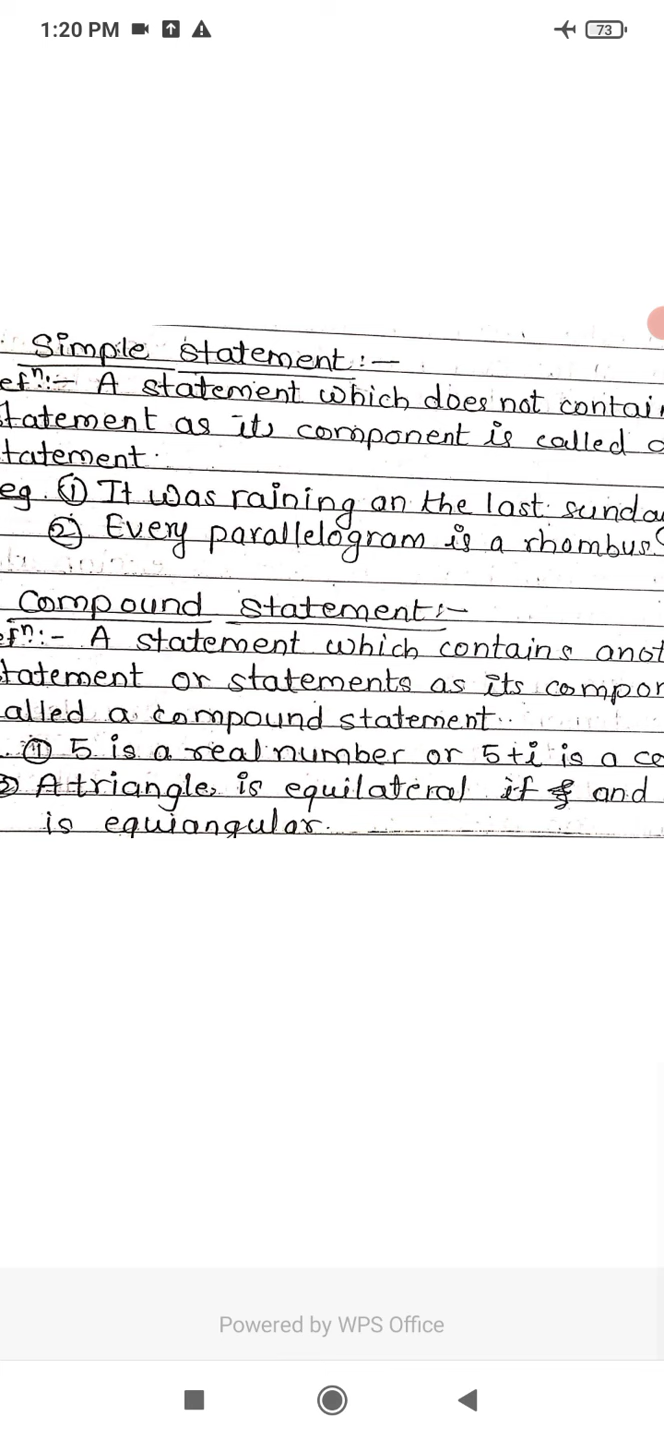 1:20 PM
73
Simple statement :-
efn:- A statement which does not contai
tatement as its component is called a
tatement.
eg. ① It was raining on the last sunda
② Every parallelogram is a rhombus
Compound statement :-
efn:- A statement which contains anot
tatement or statements as its compon
alled a compound statement..
① 5 is a real number or 5+i is a co
② A triangle is equilateral if and
is equiangular.
Powered by WPS Office